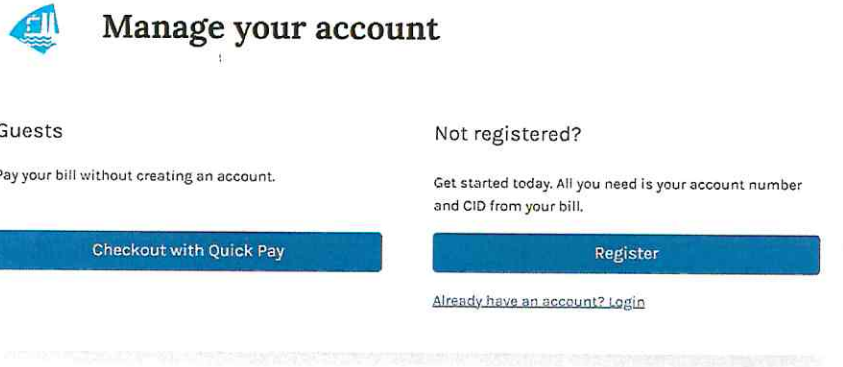 Manage your account
Guests
Pay your bill without creating an account.
Checkout with Quick Pay
Not registered?
Get started today. All you need is your account number
and CID from your bill.
Register
Already have an account? Login